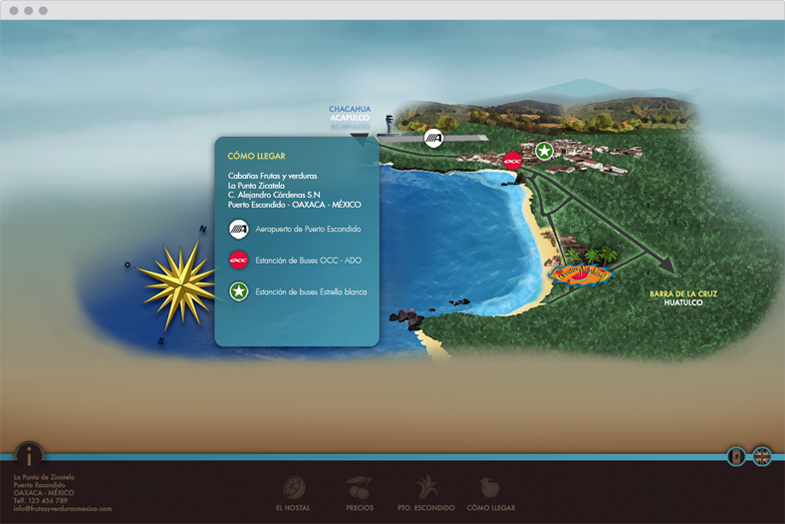 CHACAHUA
ACAPULCO
CÓMO LLEGAR
Cabañas Frutas y verduras
La Punta Zicatela
C. Alejandro Cárdenas S.N
Puerto Escondido - OAXACA - MÉXICO
Aeropuerto de Puerto Escondido
OCC
Estación de Buses OCC - ADO
Estación de buses Estrella blanca
OCC
N
O
S
BARRA DE LA CRUZ
HUATULCO
i
La Punta de Zicatela
Puerto Escondido
OAXACA - MÉXICO
Telf. 123 456 789
info@frutasyverdurasmexico.com
EL HOSTAL
PRECIOS
PTO. ESCONDIDO
CÓMO LLEGAR